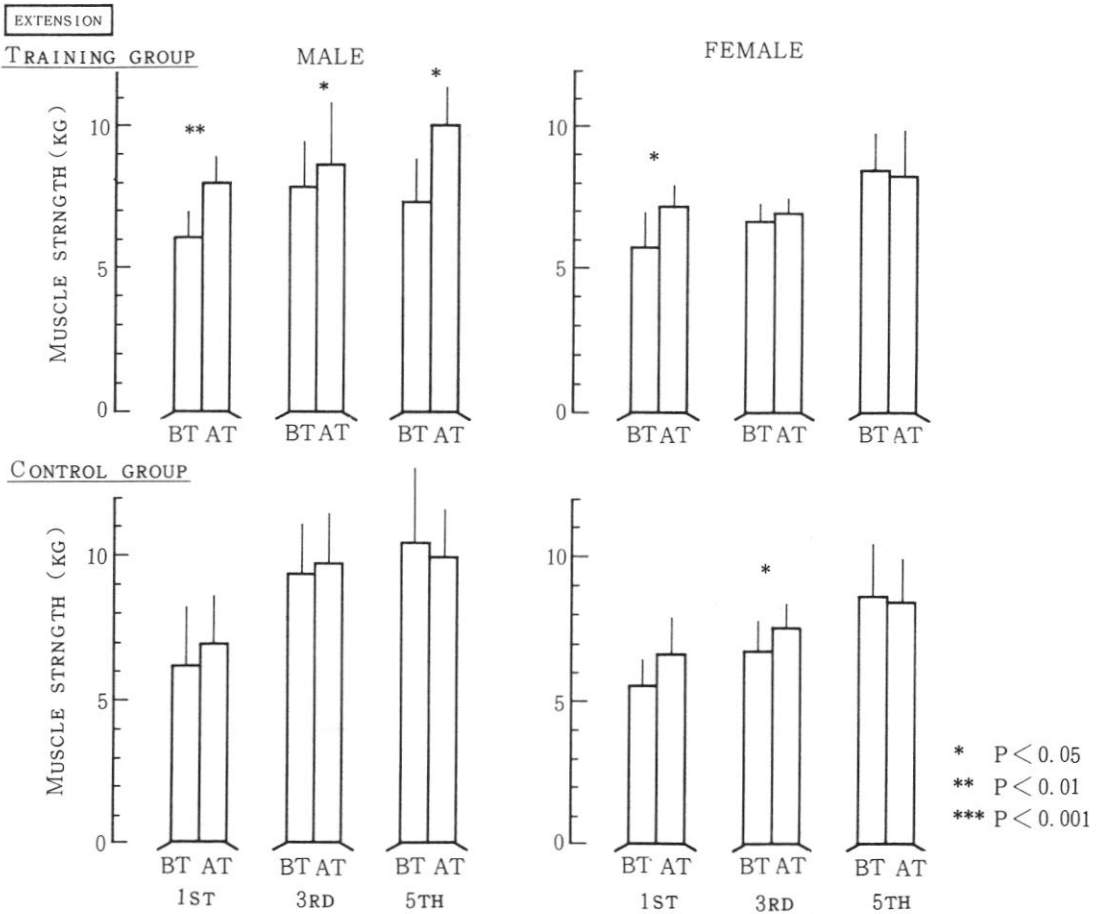 EXTENSION
TRAINING GROUP
MALE
FEMALE
MUSCLE STRNGTH (KG)
10
5
0
**
*
*
BT AT
BT AT
BT AT
10
5
0
*
BT AT
BT AT
BT AT
CONTROL GROUP
MUSCLE STRNGTH (KG)
10
5
0
BT AT
BT AT
BT AT
1ST
3RD
5TH
10
5
0
*
BT AT
BT AT
BT AT
1ST
3RD
5TH
* P<0.05
** P<0.01
*** P<0.001